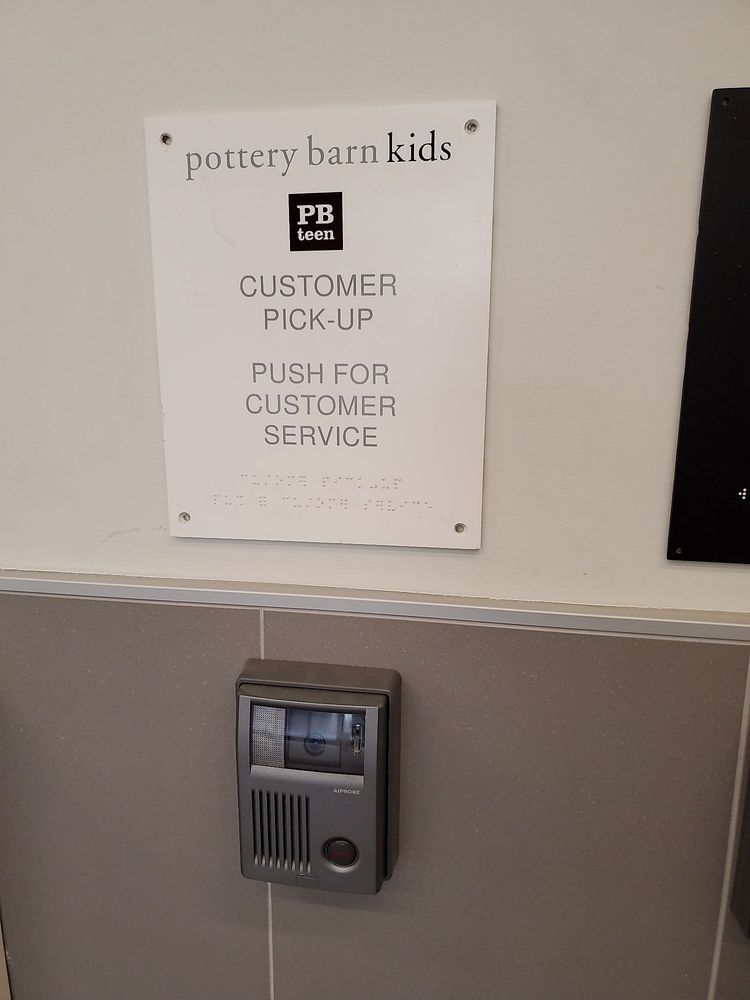 pottery barn kids
PB
teen
CUSTOMER
PICK-UP
PUSH FOR
CUSTOMER
SERVICE
AIPHONE